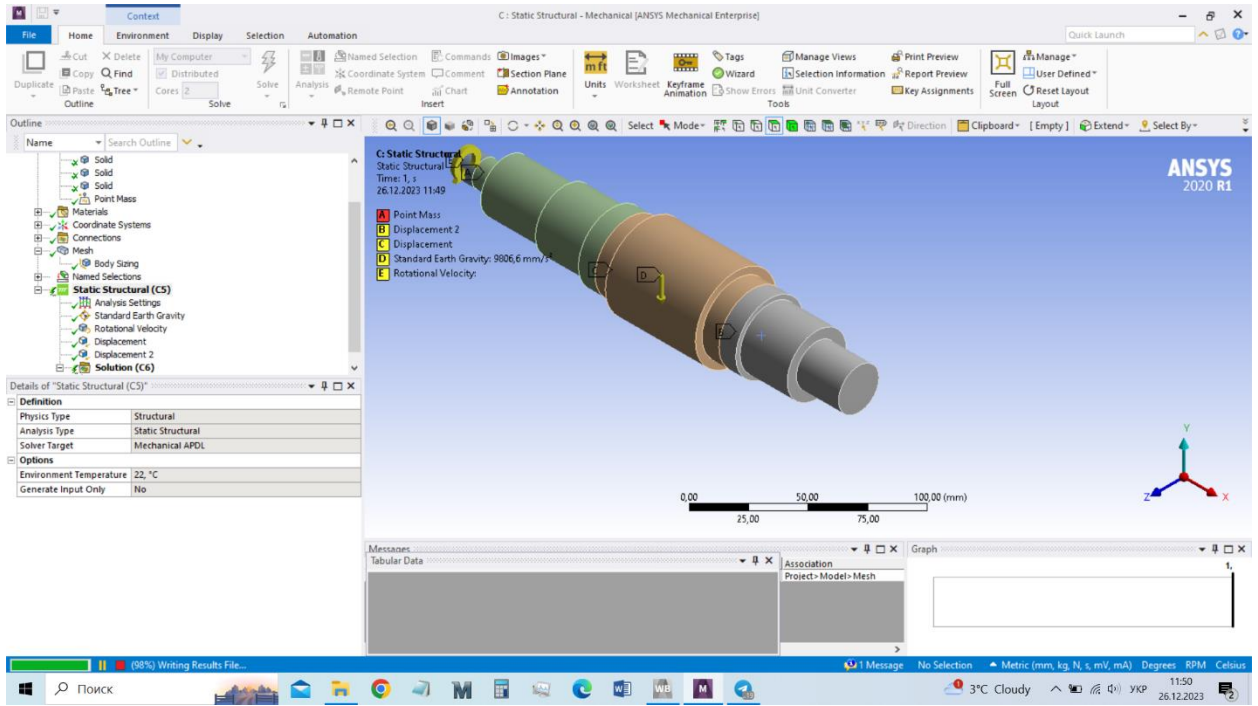 Context
C : Static Structural - Mechanical [ANSYS Mechanical Enterprise]
File Home Environment Display Selection Automation Quick Launch
Duplicate Cut Copy Paste Delete Find Tree
Outline
My Computer Distributed Cores 2 Solve
Solve
Analysis Named Selection Coordinate System Remote Point Commands Comment Chart Images Section Plane Annotation
Insert
Units Worksheet Keyframe Animation Tags Wizard Show Errors Manage Views Selection Information Unit Converter Print Preview Report Preview Key Assignments
Tools
Full Screen Manage User Defined Reset Layout
Layout
Outline
Name Search Outline
Select Mode Direction Clipboard [ Empty ] Extend Select By
Solid
Solid
Solid
Point Mass
Materials
Coordinate Systems
Connections
Mesh
Body Sizing
Named Selections
Static Structural (C5)
Analysis Settings
Standard Earth Gravity
Rotational Velocity
Displacement
Displacement 2
Solution (C6)
C: Static Structural
Static Structural
Time: 1, s
26.12.2023 11:49
A Point Mass
B Displacement 2
C Displacement
D Standard Earth Gravity: 9806,6 mm/s²
E Rotational Velocity:
A
C
D
B
ANSYS
2020 R1
Y
Z X
0,00 50,00 100,00 (mm)
25,00 75,00
Details of "Static Structural (C5)"
Definition
Physics Type Structural
Analysis Type Static Structural
Solver Target Mechanical APDL
Options
Environment Temperature 22, °C
Generate Input Only No
Messages
Tabular Data
Association
Project>Model>Mesh
Graph
1,
(98%) Writing Results File...
1 Message No Selection Metric (mm, kg, N, s, mV, mA) Degrees RPM Celsius
Поиск
3°C Cloudy УКР 11:50
26.12.2023